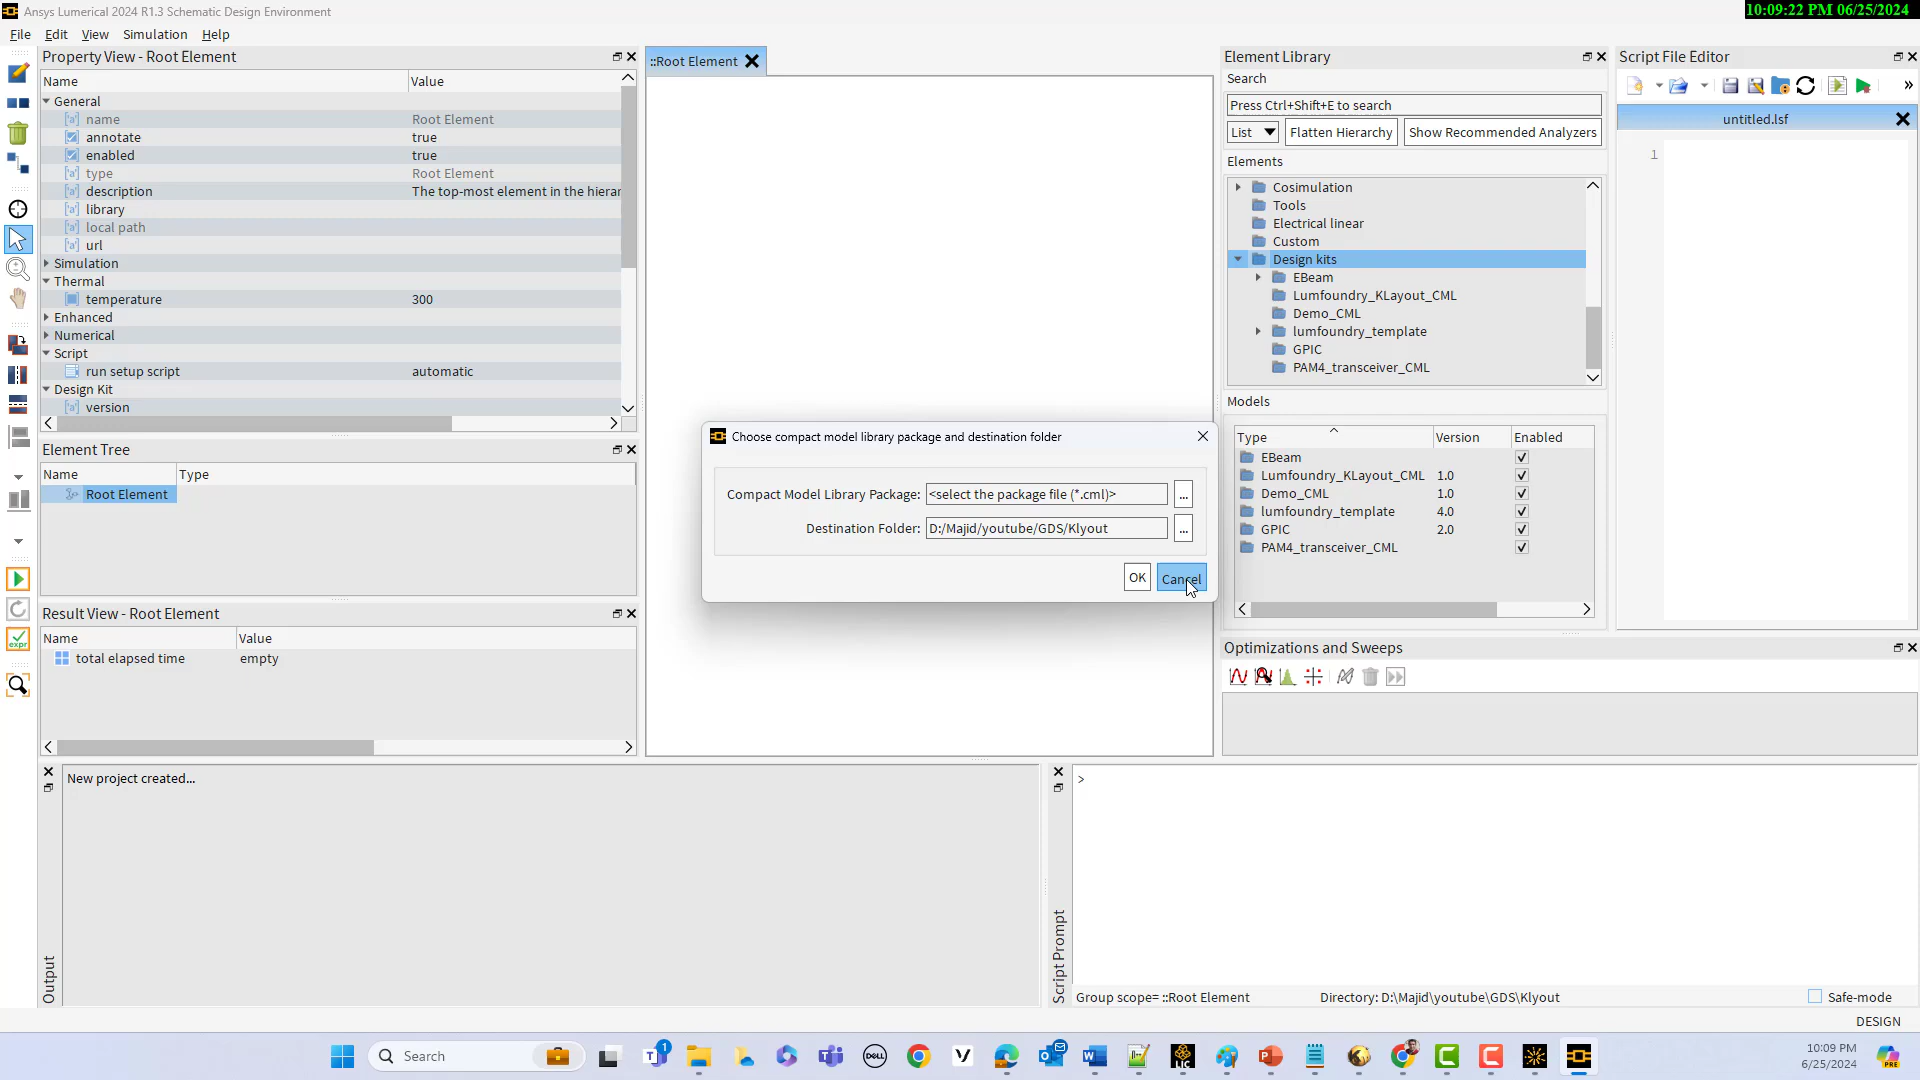 Ansys Lumerical 2024 R1.3 Schematic Design Environment
10:09:22 PM 06/25/2024
File Edit View Simulation Help
Property View - Root Element
Name Value
General
name Root Element
annotate true
enabled true
type Root Element
description The top-most element in the hierar
library
local path
url
Simulation
Thermal
temperature 300
Enhanced
Numerical
Script
run setup script automatic
Design Kit
version
Element Tree
Name Type
Root Element
Result View - Root Element
Name Value
total elapsed time empty
::Root Element
Choose compact model library package and destination folder
Compact Model Library Package: <select the package file (*.cml)> ...
Destination Folder: D:/Majid/youtube/GDS/Klyout ...
OK Cancel
Element Library
Search
Press Ctrl+Shift+E to search
List Flatten Hierarchy Show Recommended Analyzers
Elements
Cosimulation
Tools
Electrical linear
Custom
Design kits
EBeam
Lumfoundry_KLayout_CML
Demo_CML
lumfoundry_template
GPIC
PAM4_transceiver_CML
Models
Type Version Enabled
EBeam
Lumfoundry_KLayout_CML 1.0
Demo_CML 1.0
lumfoundry_template 4.0
GPIC 2.0
PAM4_transceiver_CML
Script File Editor
»
untitled.lsf
1
Optimizations and Sweeps
New project created...
Output
>
Script Prompt
Group scope= ::Root Element Directory: D:\Majid\youtube\GDS\Klyout Safe-mode
DESIGN
expr
Search
1
DELL
LIC
10:09 PM
6/25/2024
PRE